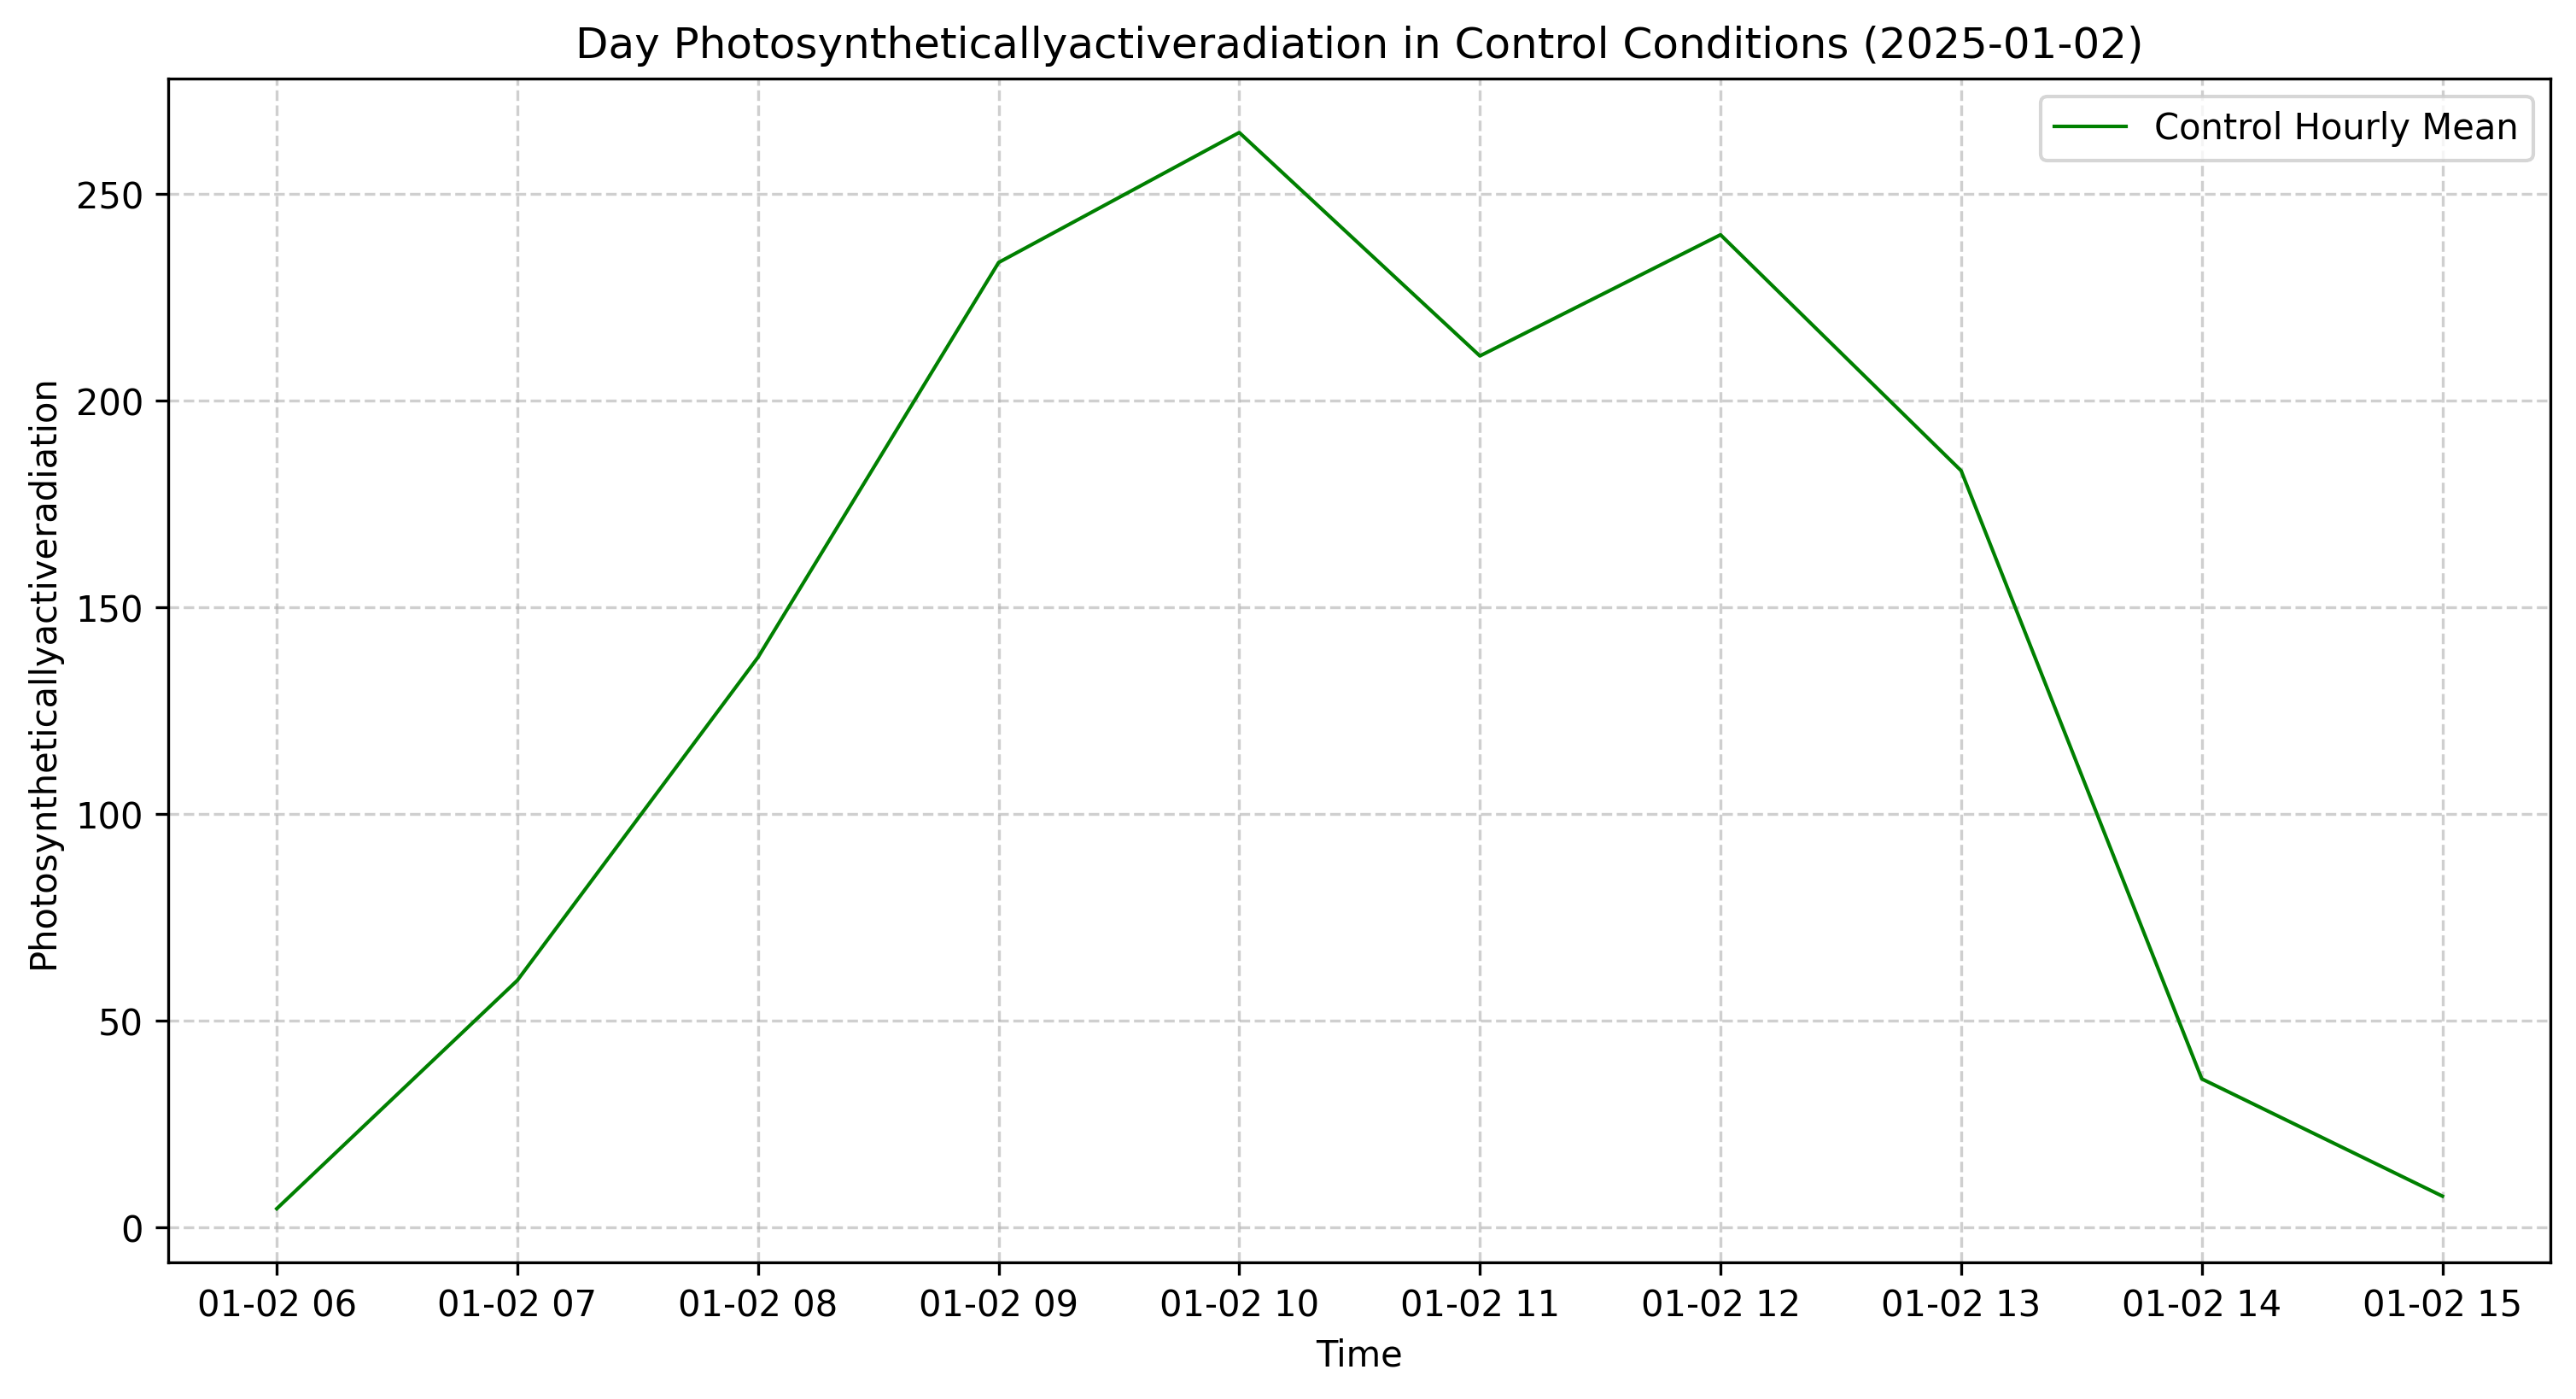 Day Photosyntheticallyactiveradiation in Control Conditions (2025-01-02)
Control Hourly Mean
Photosyntheticallyactiveradiation
250
200
150
100
50
0
01-02 06 01-02 07 01-02 08 01-02 09 01-02 10 01-02 11 01-02 12 01-02 13 01-02 14 01-02 15
Time